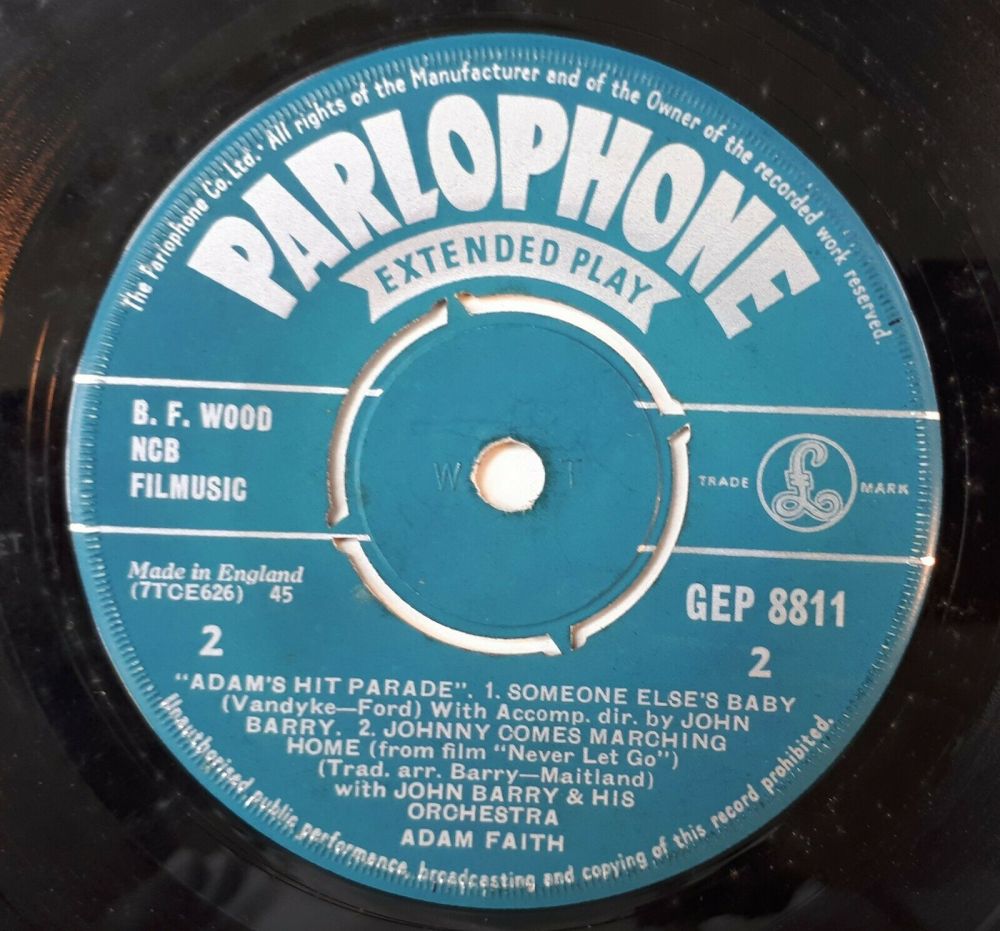 The Parlophone Co. Ltd. · All rights of the Manufacturer and of the Owner of the recorded work reserved.
PARLOPHONE
EXTENDED PLAY
B. F. WOOD
NCB
FILMUSIC
TRADE £ MARK
W T
Made in England
(7TCE626) 45
GEP 8811
2
2
"ADAM'S HIT PARADE". 1. SOMEONE ELSE'S BABY
(Vandyke—Ford) With Accomp. dir. by JOHN
BARRY. 2. JOHNNY COMES MARCHING
HOME (from film "Never Let Go")
(Trad. arr. Barry—Maitland)
with JOHN BARRY & HIS
ORCHESTRA
ADAM FAITH
Unauthorised public performance, broadcasting and copying of this record prohibited.